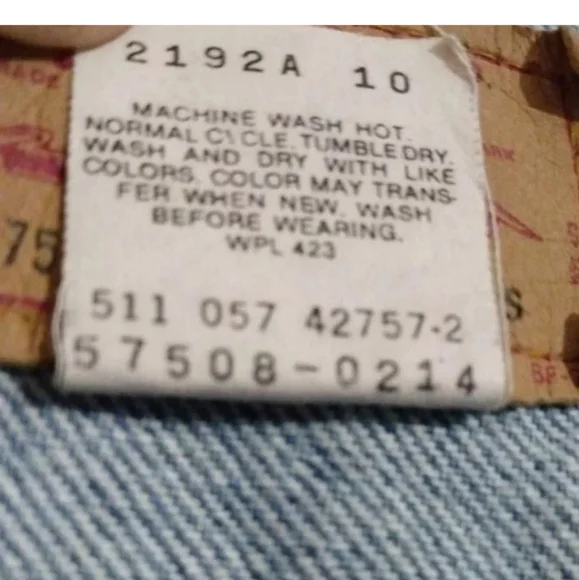 2192A 10
MACHINE WASH HOT.
NORMAL CYCLE. TUMBLE DRY.
WASH AND DRY WITH LIKE
COLORS. COLOR MAY TRANS-
FER WHEN NEW. WASH
BEFORE WEARING.
WPL 423
75
511 057 42757-2
S
57508-0214